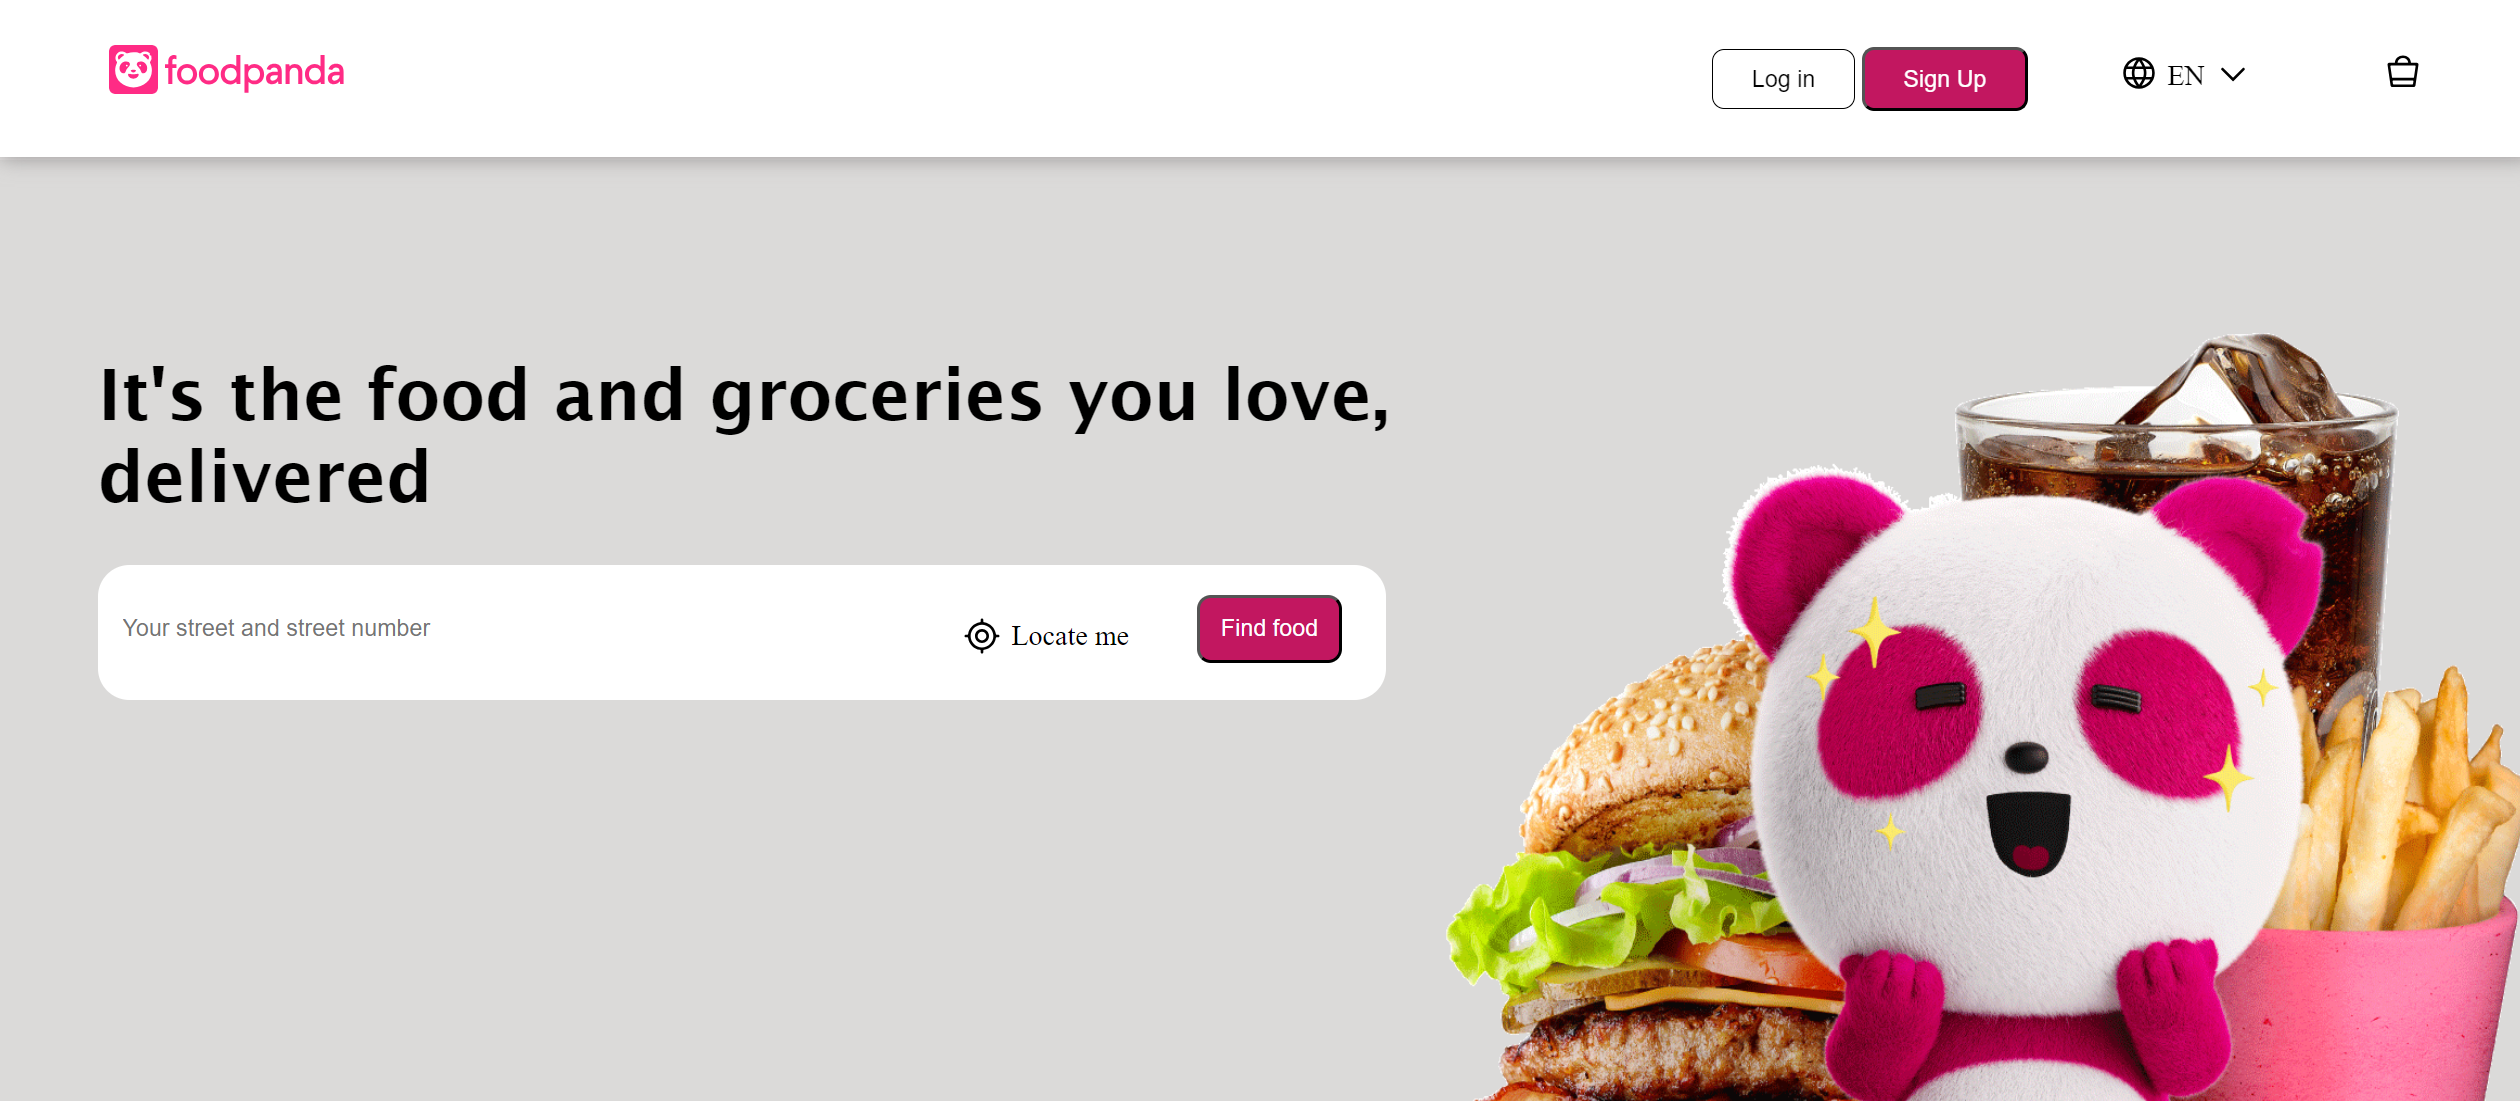 foodpanda
Log in
Sign Up
EN
It's the food and groceries you love,
delivered
Your street and street number
Locate me
Find food